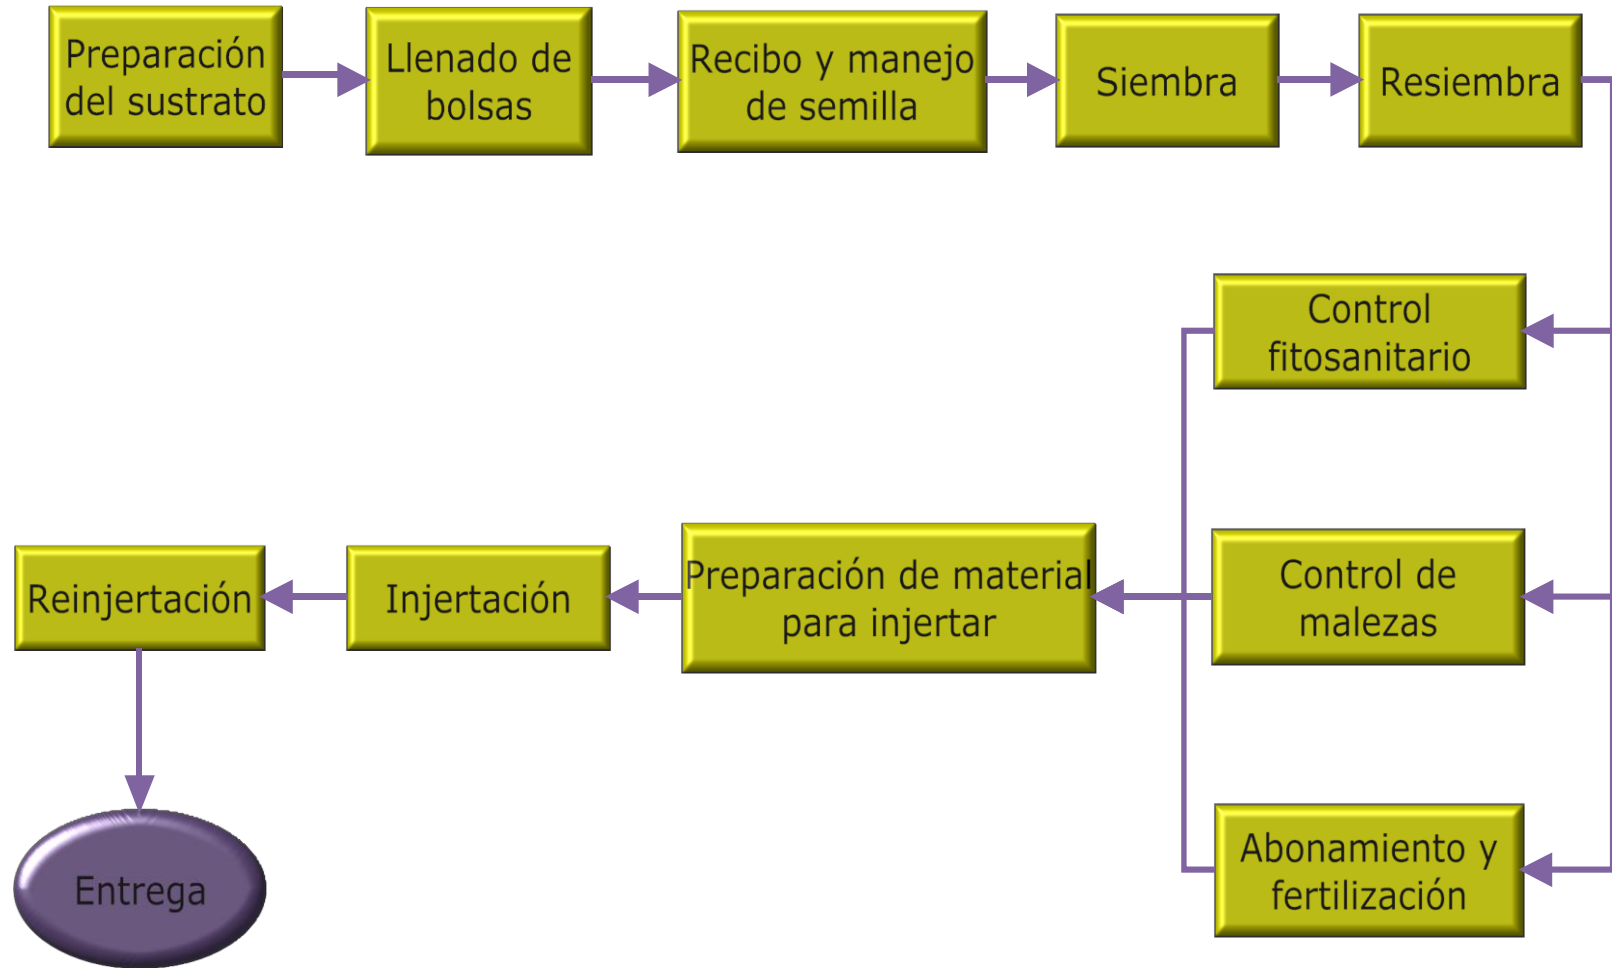 Preparación
del sustrato
Llenado de
bolsas
Recibo y manejo
de semilla
Siembra
Resiembra
Control
fitosanitario
Control de
malezas
Abonamiento y
fertilización
Preparación de material
para injertar
Injertación
Reinjertación
Entrega